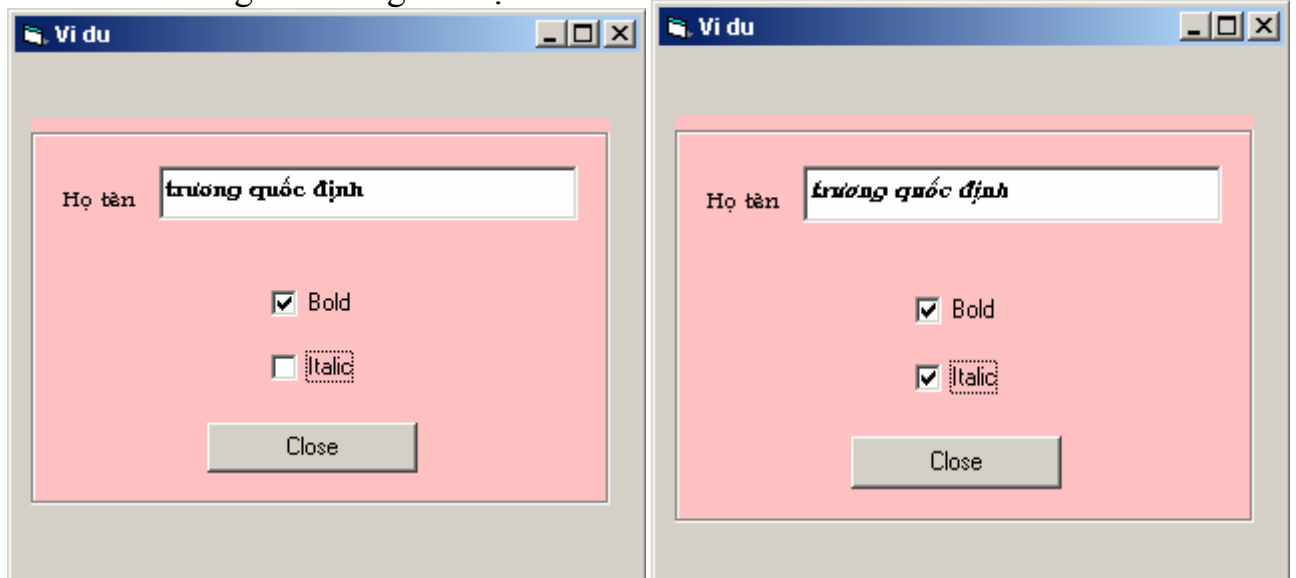 Vi du
Họ tên
trương quốc định
Bold
Italic
Close
Vi du
Họ tên
trương quốc định
Bold
Italic
Close